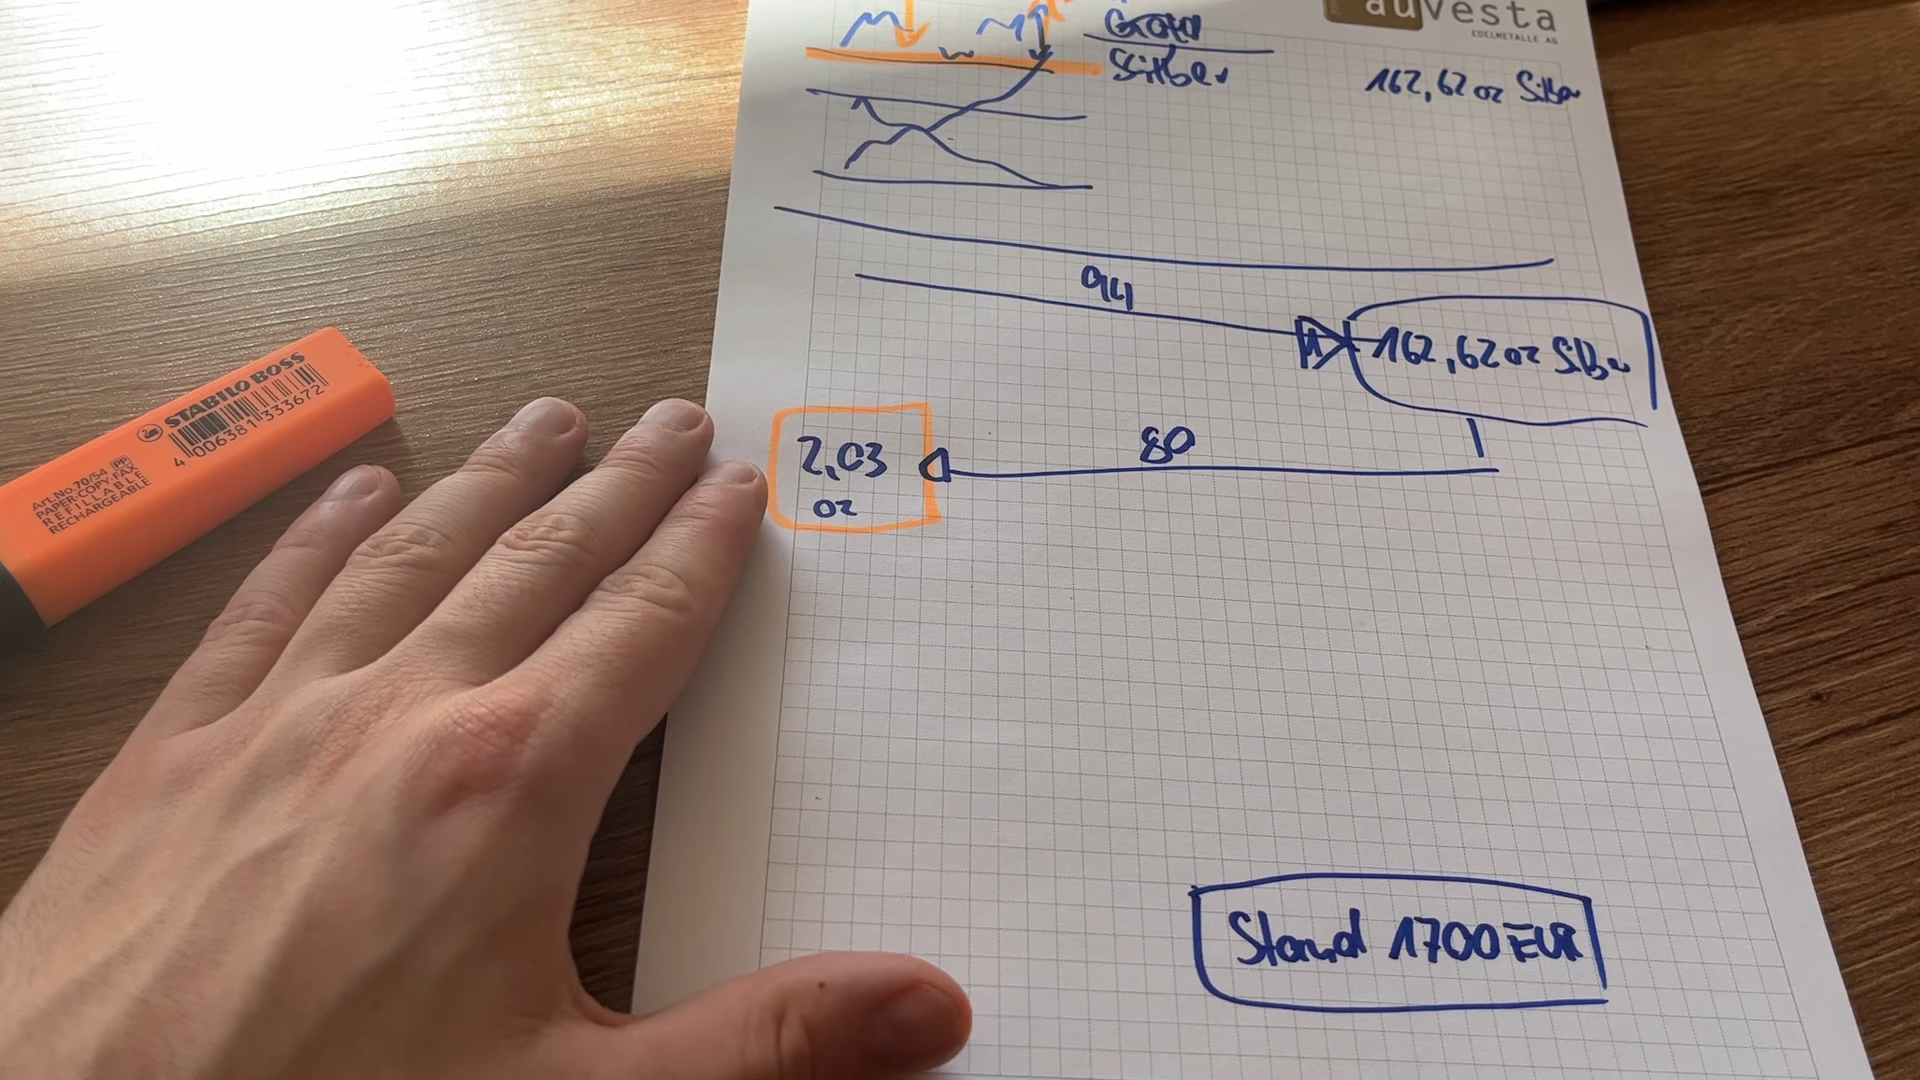 auvesta
EDELMETALLE AG
Gold
Silber
162,62 oz Silber
94
162,62 oz Silber
80
2,03
oz
STABILO BOSS
4 006381 333672
Art.No.70/54 PP
PAPER-COPY-FAX
REFILLABLE
RECHARGEABLE
Stand 1700 EUR